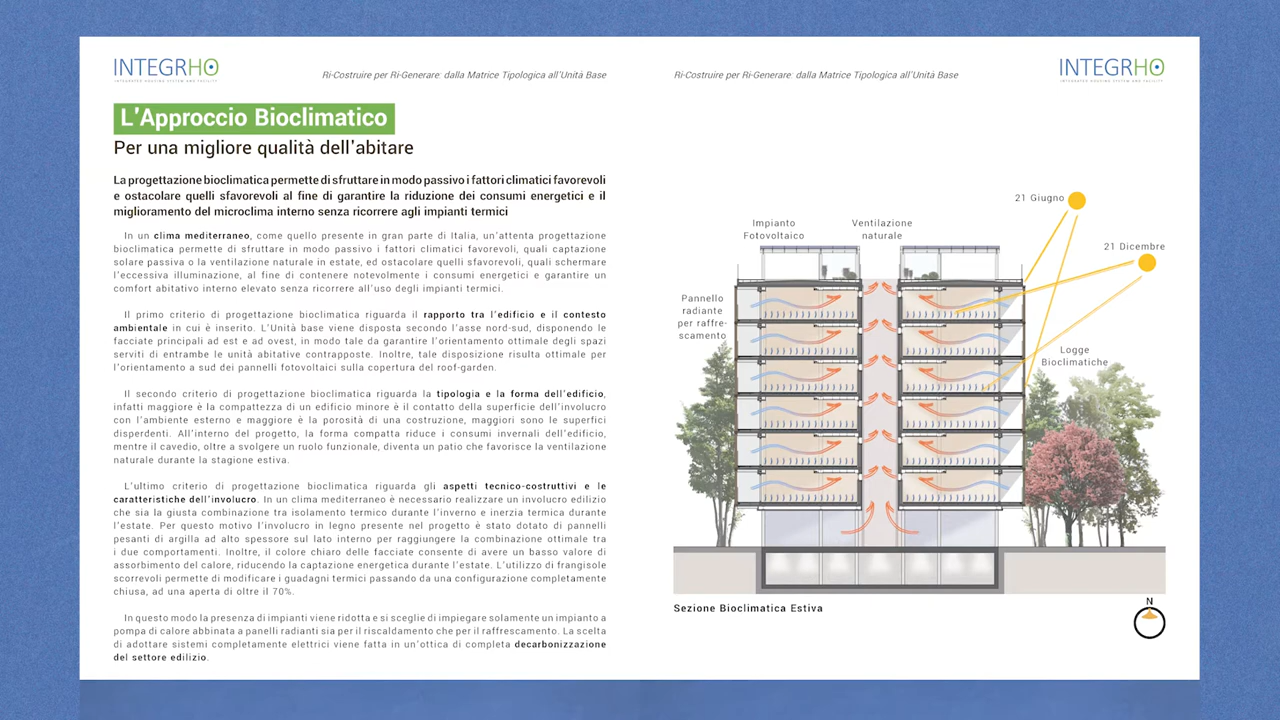 INTEGRHO
INTEGRATED HOUSING SYSTEM AND FACILITY
Ri-Costruire per Ri-Generare: dalla Matrice Tipologica all'Unità Base
L'Approccio Bioclimatico
Per una migliore qualità dell'abitare
La progettazione bioclimatica permette di sfruttare in modo passivo i fattori climatici favorevoli
e ostacolare quelli sfavorevoli al fine di garantire la riduzione dei consumi energetici e il
miglioramento del microclima interno senza ricorrere agli impianti termici
In un clima mediterraneo, come quello presente in gran parte di Italia, un'attenta progettazione
bioclimatica permette di sfruttare in modo passivo i fattori climatici favorevoli, quali captazione
solare passiva o la ventilazione naturale in estate, ed ostacolare quelli sfavorevoli, quali schermare
l'eccessiva illuminazione, al fine di contenere notevolmente i consumi energetici e garantire un
comfort abitativo interno elevato senza ricorrere all'uso degli impianti termici.
Il primo criterio di progettazione bioclimatica riguarda il rapporto tra l'edificio e il contesto
ambientale in cui è inserito. L'Unità base viene disposta secondo l'asse nord-sud, disponendo le
facciate principali ad est e ad ovest, in modo tale da garantire l'orientamento ottimale degli spazi
serviti di entrambe le unità abitative contrapposte. Inoltre, tale disposizione risulta ottimale per
l'orientamento a sud dei pannelli fotovoltaici sulla copertura del roof-garden.
Il secondo criterio di progettazione bioclimatica riguarda la tipologia e la forma dell'edificio,
infatti maggiore è la compattezza di un edificio minore è il contatto della superficie dell'involucro
con l'ambiente esterno e maggiore è la porosità di una costruzione, maggiori sono le superfici
disperdenti. All'interno del progetto, la forma compatta riduce i consumi invernali dell'edificio,
mentre il cavedio, oltre a svolgere un ruolo funzionale, diventa un patio che favorisce la ventilazione
naturale durante la stagione estiva.
L'ultimo criterio di progettazione bioclimatica riguarda gli aspetti tecnico-costruttivi e le
caratteristiche dell'involucro. In un clima mediterraneo è necessario realizzare un involucro edilizio
che sia la giusta combinazione tra isolamento termico durante l'inverno e inerzia termica durante
l'estate. Per questo motivo l'involucro in legno presente nel progetto è stato dotato di pannelli
pesanti di argilla ad alto spessore sul lato interno per raggiungere la combinazione ottimale tra
i due comportamenti. Inoltre, il colore chiaro delle facciate consente di avere un basso valore di
assorbimento del calore, riducendo la captazione energetica durante l'estate. L'utilizzo di frangisole
scorrevoli permette di modificare i guadagni termici passando da una configurazione completamente
chiusa, ad una aperta di oltre il 70%.
In questo modo la presenza di impianti viene ridotta e si sceglie di impiegare solamente un impianto a
pompa di calore abbinata a panelli radianti sia per il riscaldamento che per il raffrescamento. La scelta
di adottare sistemi completamente elettrici viene fatta in un'ottica di completa decarbonizzazione
del settore edilizio.
Ri-Costruire per Ri-Generare: dalla Matrice Tipologica all'Unità Base
INTEGRHO
INTEGRATED HOUSING SYSTEM AND FACILITY
21 Giugno
Impianto
Fotovoltaico
Ventilazione
naturale
21 Dicembre
Pannello
radiante
per raffre-
scamento
Logge
Bioclimatiche
Sezione Bioclimatica Estiva
N